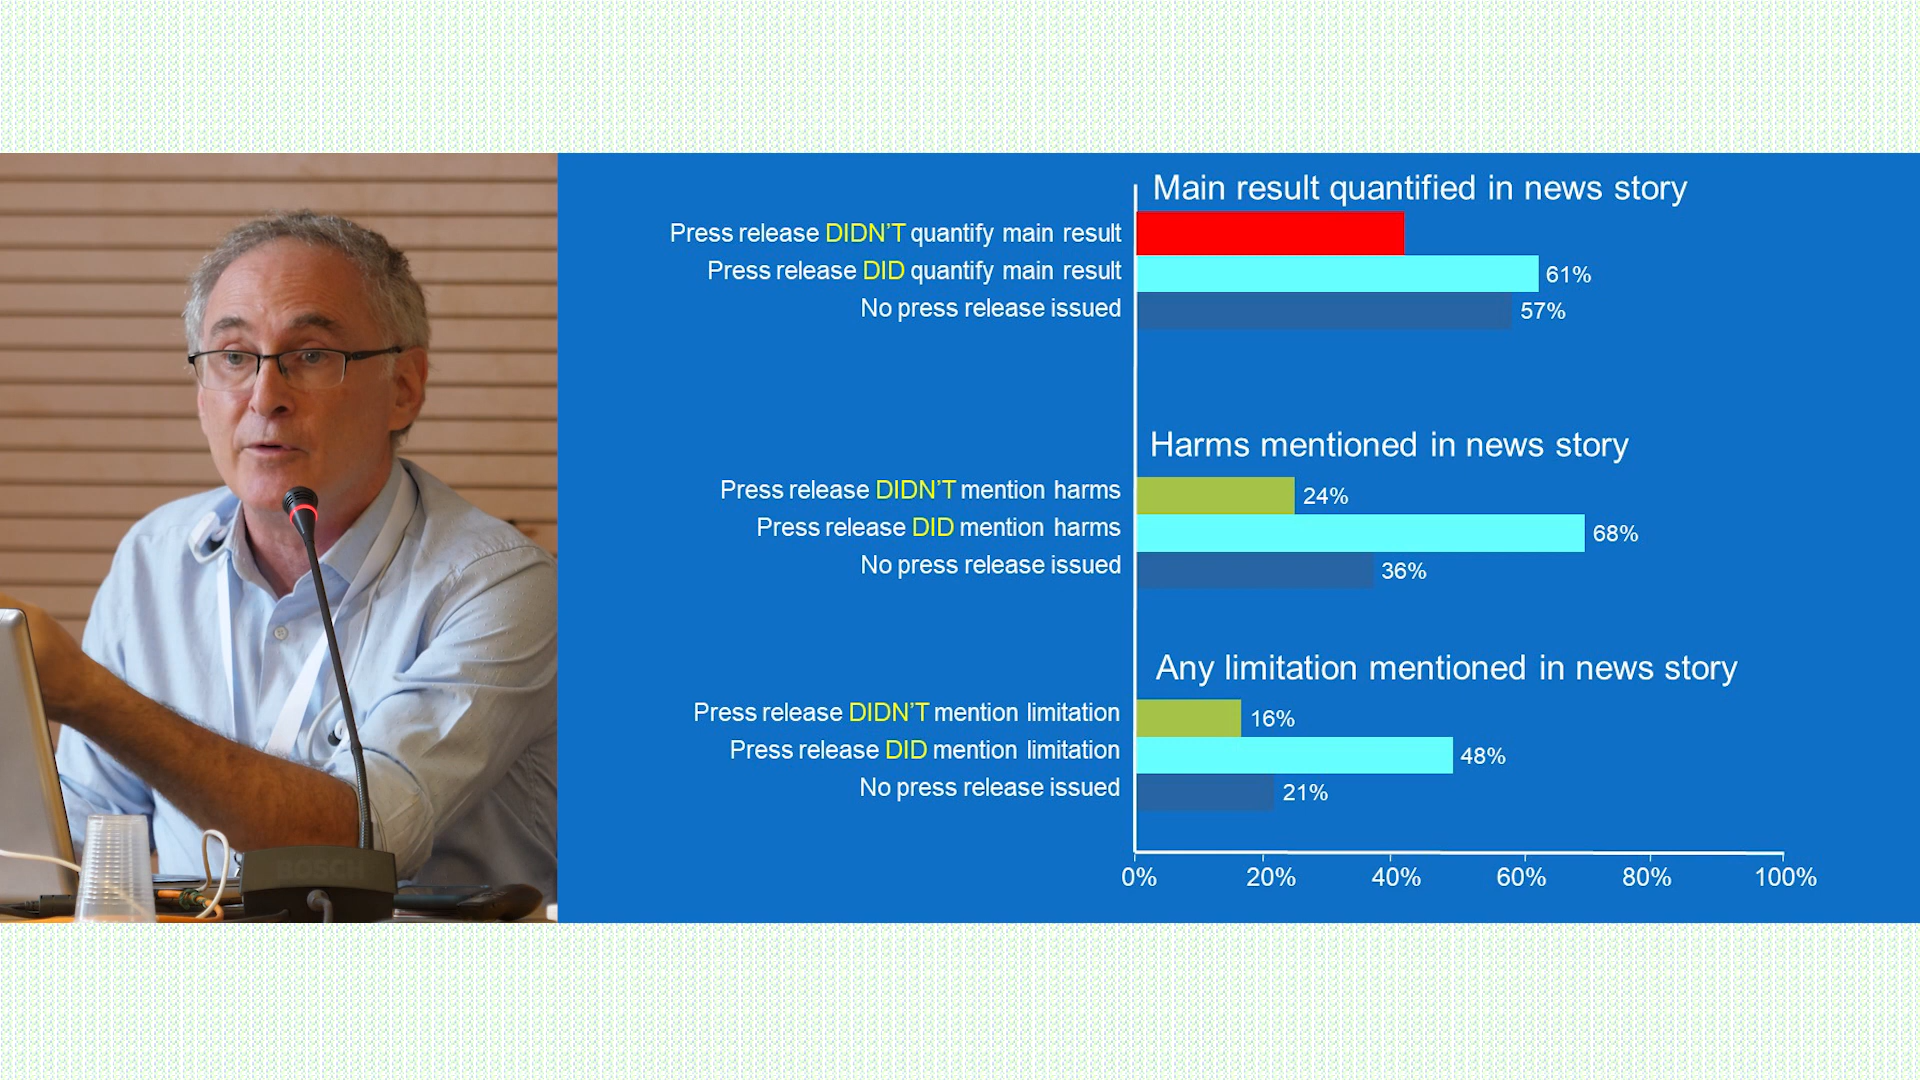 Main result quantified in news story
Press release DIDN'T quantify main result
Press release DID quantify main result 61%
No press release issued 57%
Harms mentioned in news story
Press release DIDN'T mention harms 24%
Press release DID mention harms 68%
No press release issued 36%
Any limitation mentioned in news story
Press release DIDN'T mention limitation 16%
Press release DID mention limitation 48%
No press release issued 21%
0% 20% 40% 60% 80% 100%
BOSCH